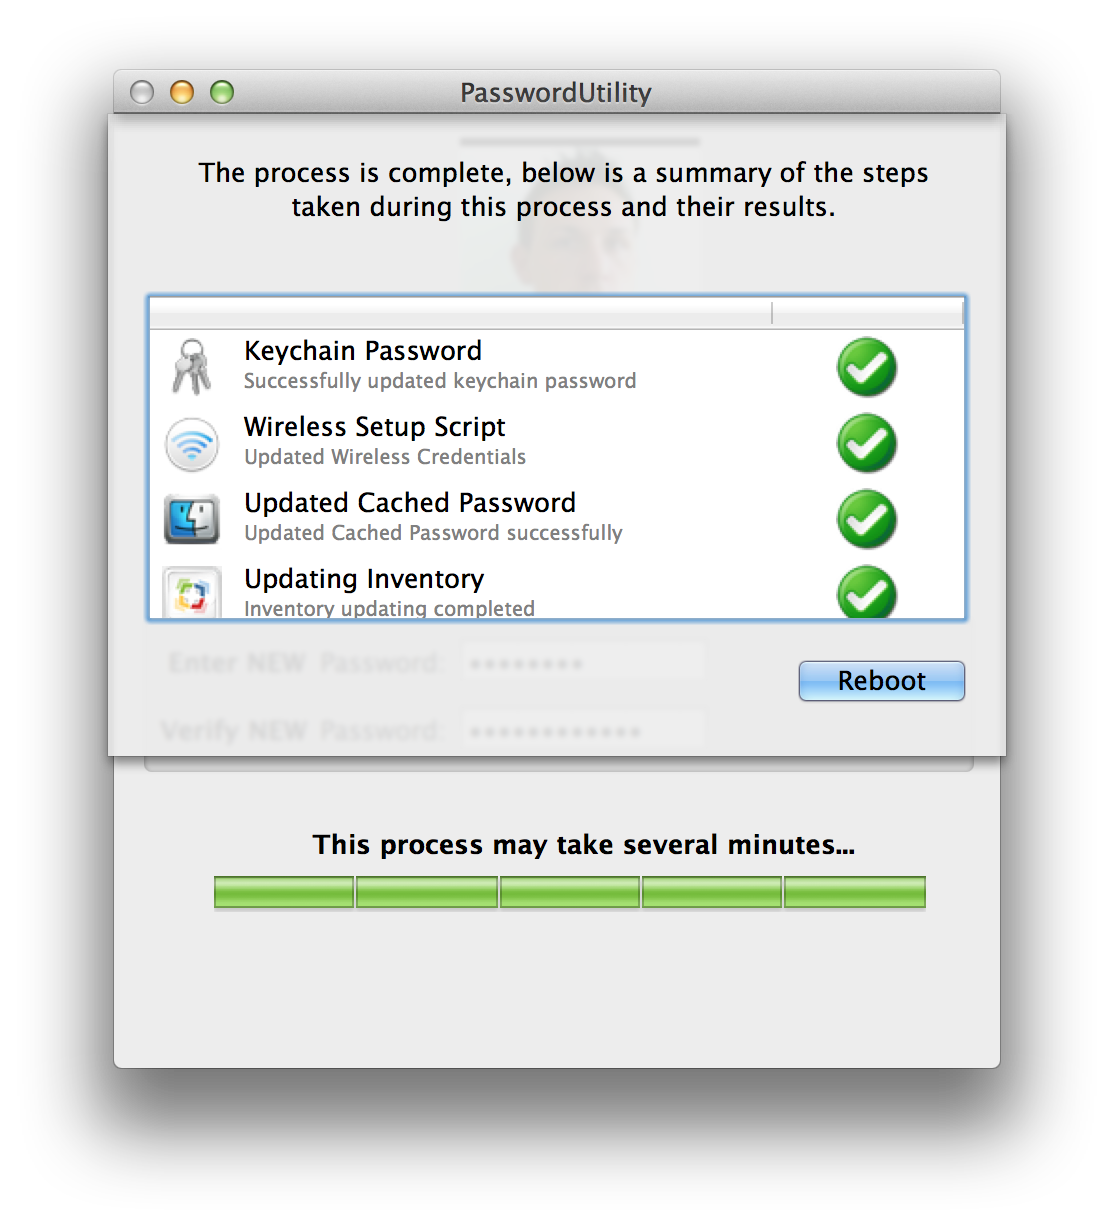 PasswordUtility
The process is complete, below is a summary of the steps
taken during this process and their results.
Keychain Password
Successfully updated keychain password
Wireless Setup Script
Updated Wireless Credentials
Updated Cached Password
Updated Cached Password successfully
Updating Inventory
Inventory updating completed
Enter NEW Password:
Reboot
Verify NEW Password:
This process may take several minutes...